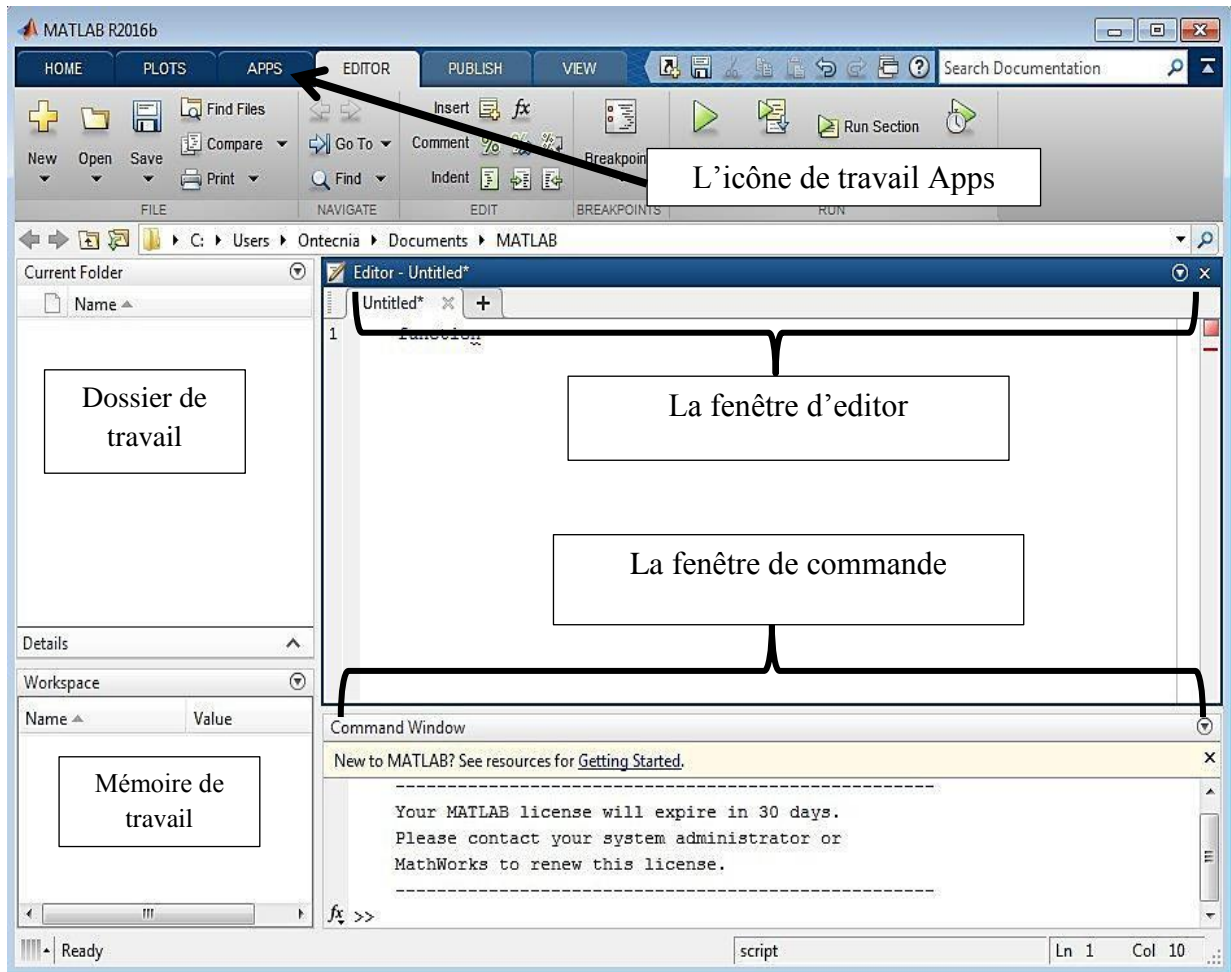 MATLAB R2016b
HOME PLOTS APPS EDITOR PUBLISH VIEW Search Documentation
New Open Save
Find Files
Compare
Print
Go To
Find
Insert fx
Comment
Indent
Run Section
L’icône de travail Apps
FILE NAVIGATE EDIT BREAKPOINTS RUN
C: Users Ontecnia Documents MATLAB
Current Folder
Name
Dossier de
travail
Details
Workspace
Name Value
Mémoire de
travail
Editor - Untitled*
Untitled*
1 function
La fenêtre d’editor
La fenêtre de commande
Command Window
New to MATLAB? See resources for Getting Started.
Your MATLAB license will expire in 30 days.
Please contact your system administrator or
MathWorks to renew this license.
fx >>
Ready script Ln 1 Col 10